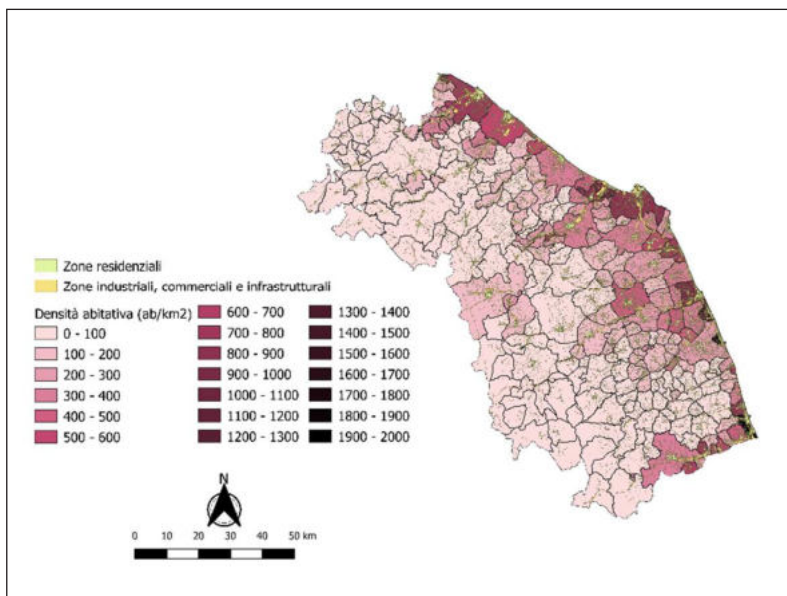 Zone residenziali
Zone industriali, commerciali e infrastrutturali
Densità abitativa (ab/km2)
0 - 100
100 - 200
200 - 300
300 - 400
400 - 500
500 - 600
600 - 700
700 - 800
800 - 900
900 - 1000
1000 - 1100
1100 - 1200
1200 - 1300
1300 - 1400
1400 - 1500
1500 - 1600
1600 - 1700
1700 - 1800
1800 - 1900
1900 - 2000
N
0 10 20 30 40 50 km